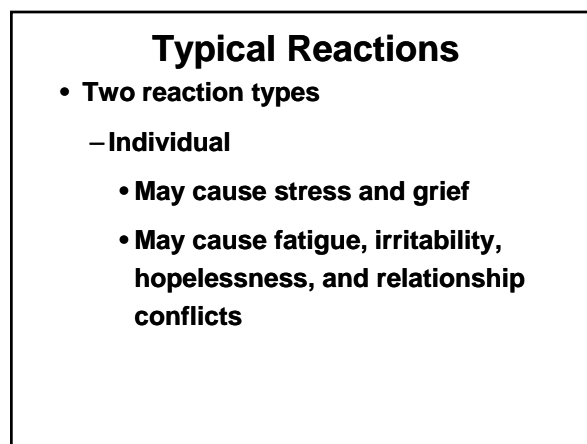 Typical Reactions
• Two reaction types
–Individual
• May cause stress and grief
• May cause fatigue, irritability,
hopelessness, and relationship
conflicts